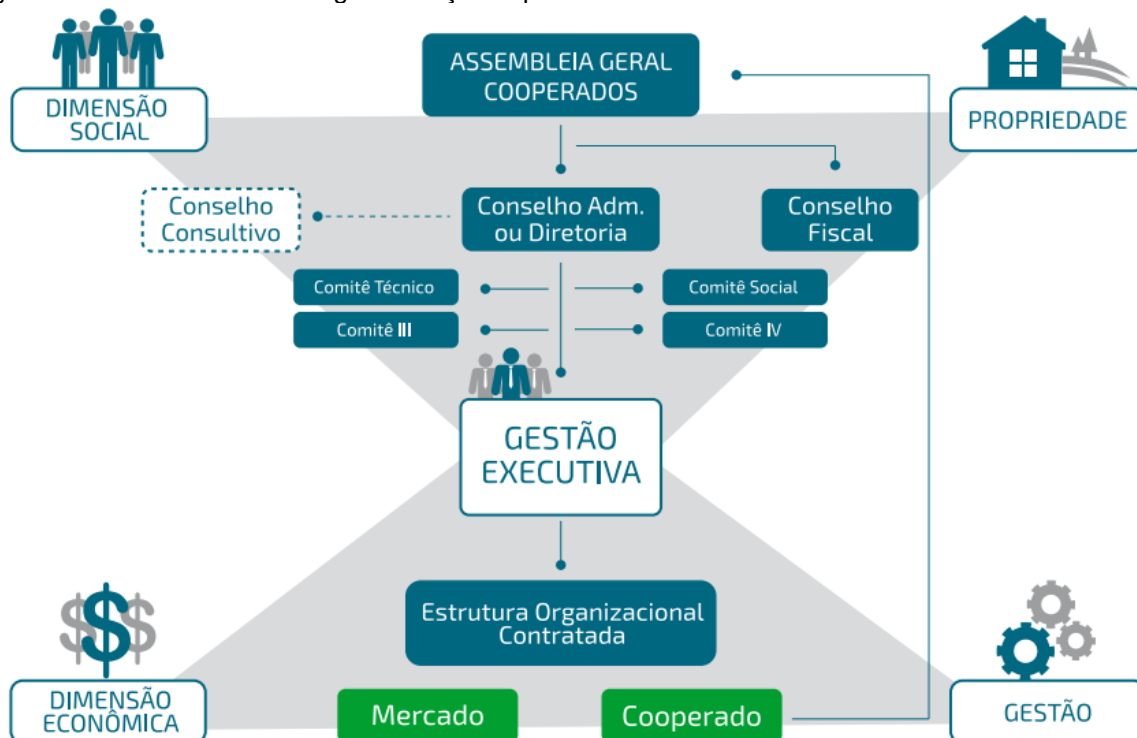 ASSEMBLEIA GERAL
COOPERADOS
DIMENSÃO
SOCIAL
PROPRIEDADE
Conselho
Consultivo
Conselho Adm.
ou Diretoria
Conselho
Fiscal
Comitê Técnico
Comitê Social
Comitê III
Comitê IV
GESTÃO
EXECUTIVA
Estrutura Organizacional
Contratada
DIMENSÃO
ECONÔMICA
Mercado
Cooperado
GESTÃO